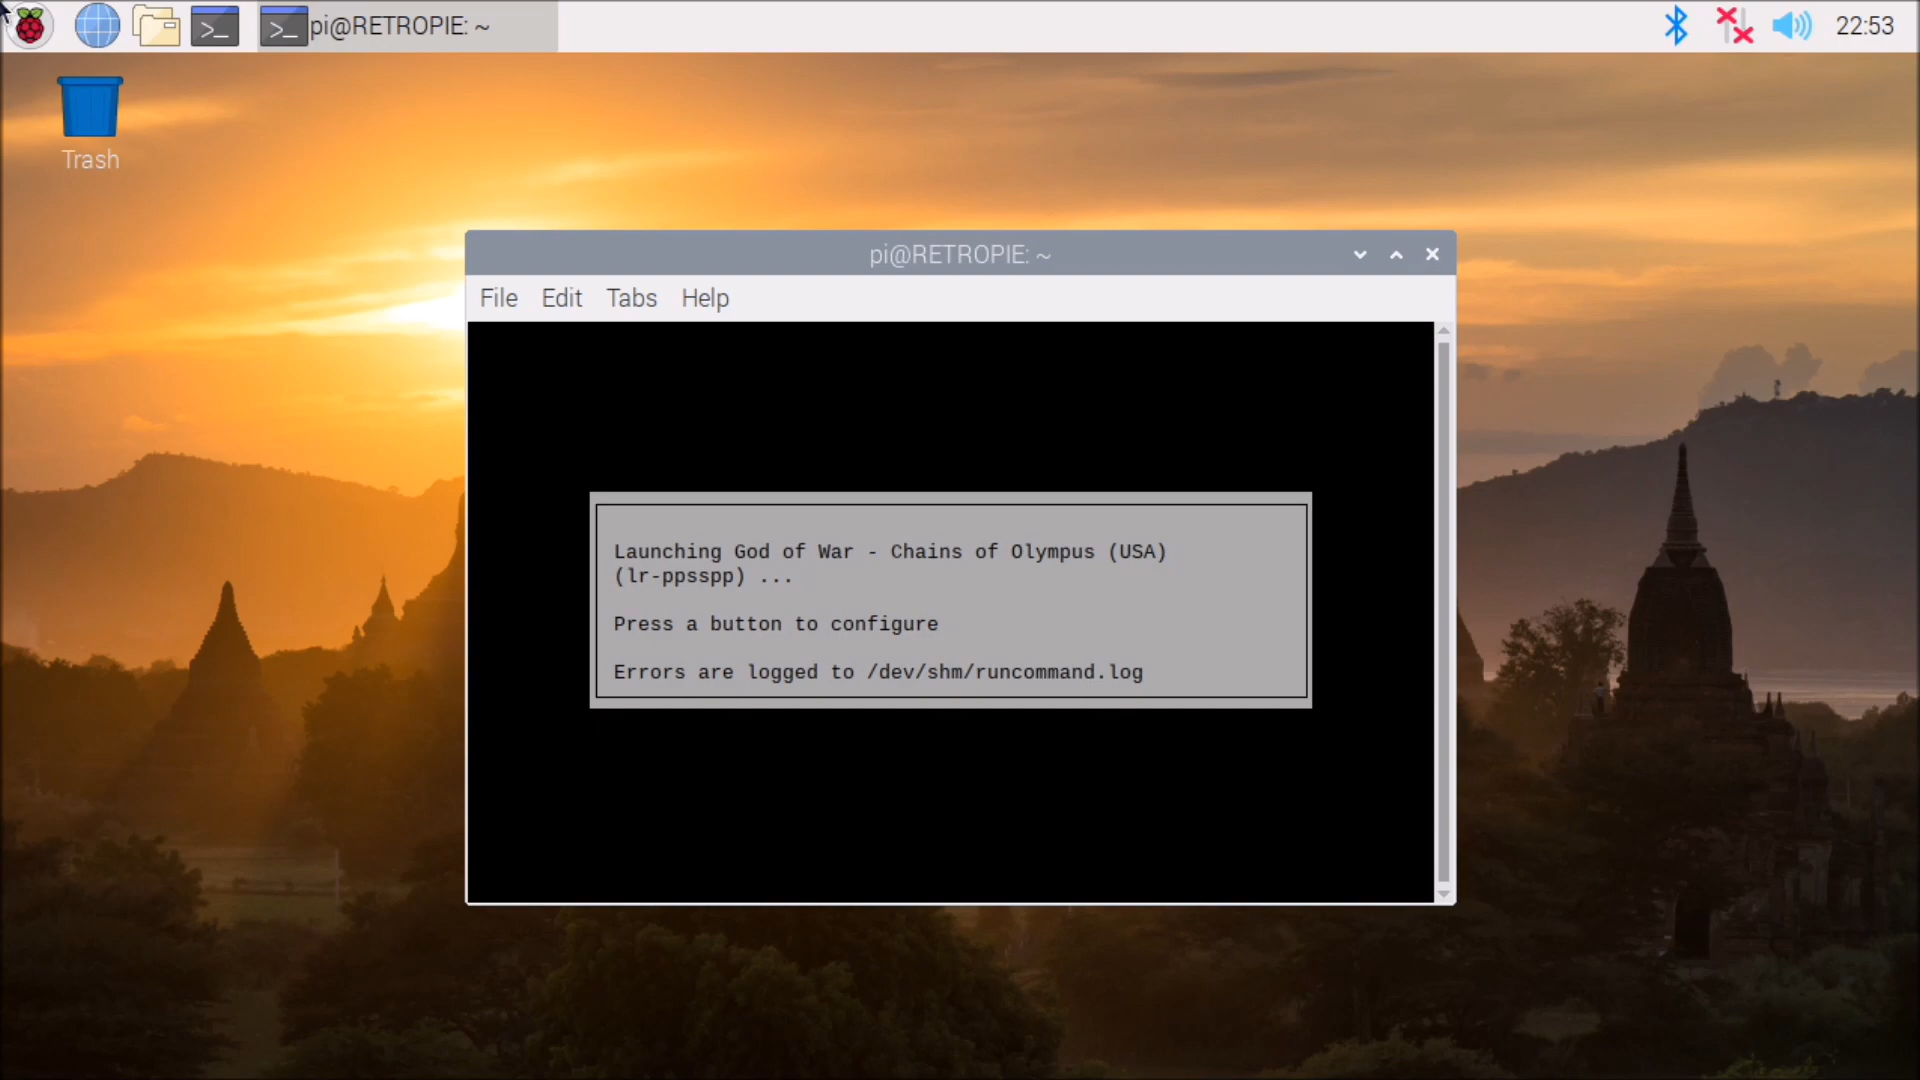 pi@RETROPIE: ~
22:53
Trash
pi@RETROPIE: ~
File Edit Tabs Help
Launching God of War - Chains of Olympus (USA)
(lr-ppsspp) ...
Press a button to configure
Errors are logged to /dev/shm/runcommand.log